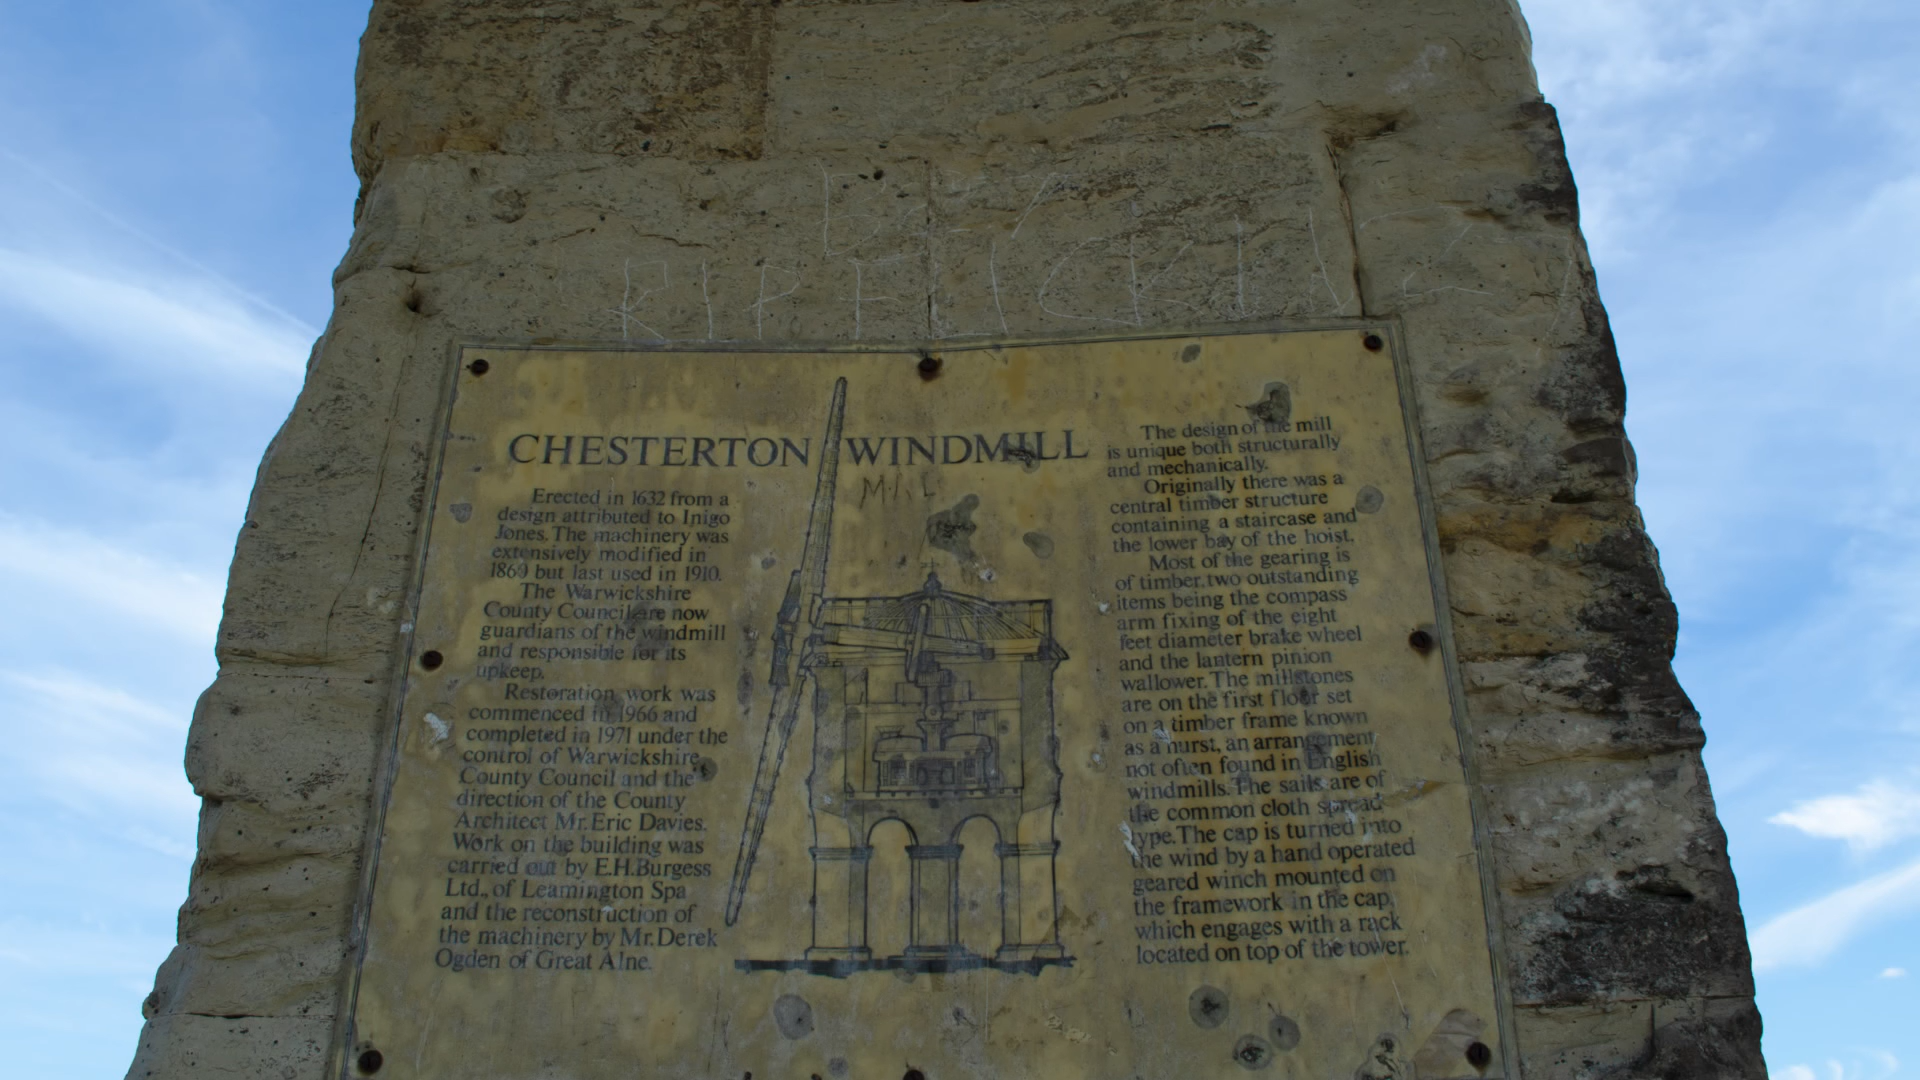 CHESTERTON WINDMILL
Erected in 1632 from a
design attributed to Inigo
Jones. The machinery was
extensively modified in
1860 but last used in 1910.
The Warwickshire
County Council are now
guardians of the windmill
and responsible for its
upkeep.
Restoration work was
commenced in 1966 and
completed in 1971 under the
control of Warwickshire
County Council and the
direction of the County
Architect Mr. Eric Davies.
Work on the building was
carried out by E.H.Burgess
Ltd., of Leamington Spa
and the reconstruction of
the machinery by Mr. Derek
Ogden of Great Alne.
The design of the mill
is unique both structurally
and mechanically.
Originally there was a
central timber structure
containing a staircase and
the lower bay of the hoist.
Most of the gearing is
of timber, two outstanding
items being the compass
arm fixing of the eight
feet diameter brake wheel
and the lantern pinion
wallower. The millstones
are on the first floor set
on a timber frame known
as a hurst, an arrangement
not often found in English
windmills. The sails are of
the common cloth spread
type. The cap is turned into
the wind by a hand operated
geared winch mounted on
the framework in the cap,
which engages with a rack
located on top of the tower.